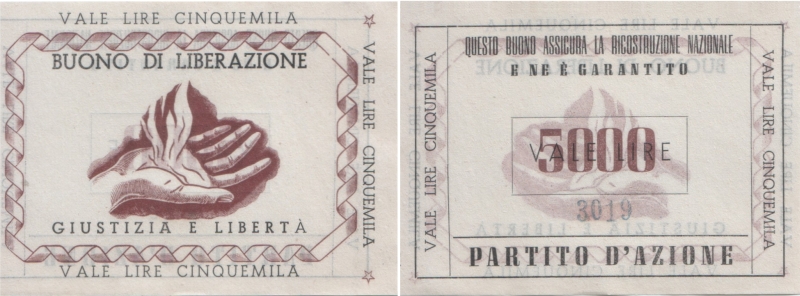 VALE LIRE CINQUEMILA
BUONO DI LIBERAZIONE
GIUSTIZIA E LIBERTÀ
VALE LIRE CINQUEMILA
VALE LIRE CINQUEMILA
QUESTO BUONO ASSICURA LA RICOSTRUZIONE NAZIONALE
E NE È GARANTITO
VALE LIRE CINQUEMILA
5000
VALE LIRE
3019
VALE LIRE CINQUEMILA
PARTITO D'AZIONE